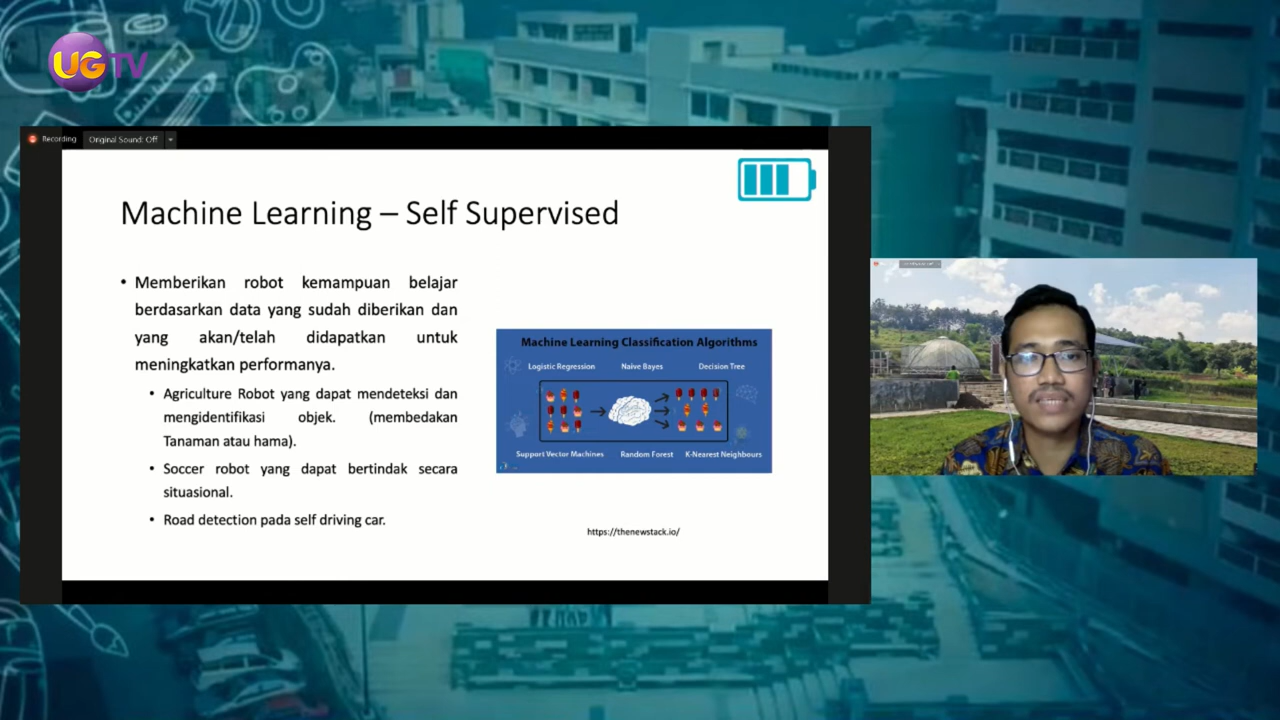 UGTV
Recording
Original Sound: Off
Machine Learning – Self Supervised
• Memberikan robot kemampuan belajar
berdasarkan data yang sudah diberikan dan
yang akan/telah didapatkan untuk
meningkatkan performanya.
• Agriculture Robot yang dapat mendeteksi dan
mengidentifikasi objek. (membedakan
Tanaman atau hama).
• Soccer robot yang dapat bertindak secara
situasional.
• Road detection pada self driving car.
Machine Learning Classification Algorithms
Logistic Regression Naive Bayes Decision Tree
Support Vector Machines Random Forest K-Nearest Neighbours
https://thenewstack.io/